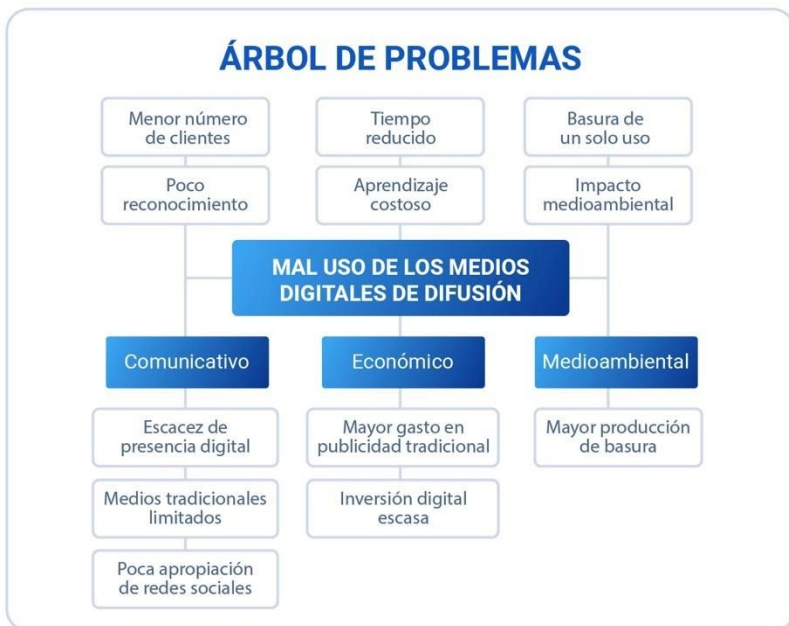 ÁRBOL DE PROBLEMAS
Menor número
de clientes
Tiempo
reducido
Basura de
un solo uso
Poco
reconocimiento
Aprendizaje
costoso
Impacto
medioambiental
MAL USO DE LOS MEDIOS
DIGITALES DE DIFUSIÓN
Comunicativo
Económico
Medioambiental
Escacez de
presencia digital
Mayor gasto en
publicidad tradicional
Mayor producción
de basura
Medios tradicionales
limitados
Inversión digital
escasa
Poca apropiación
de redes sociales